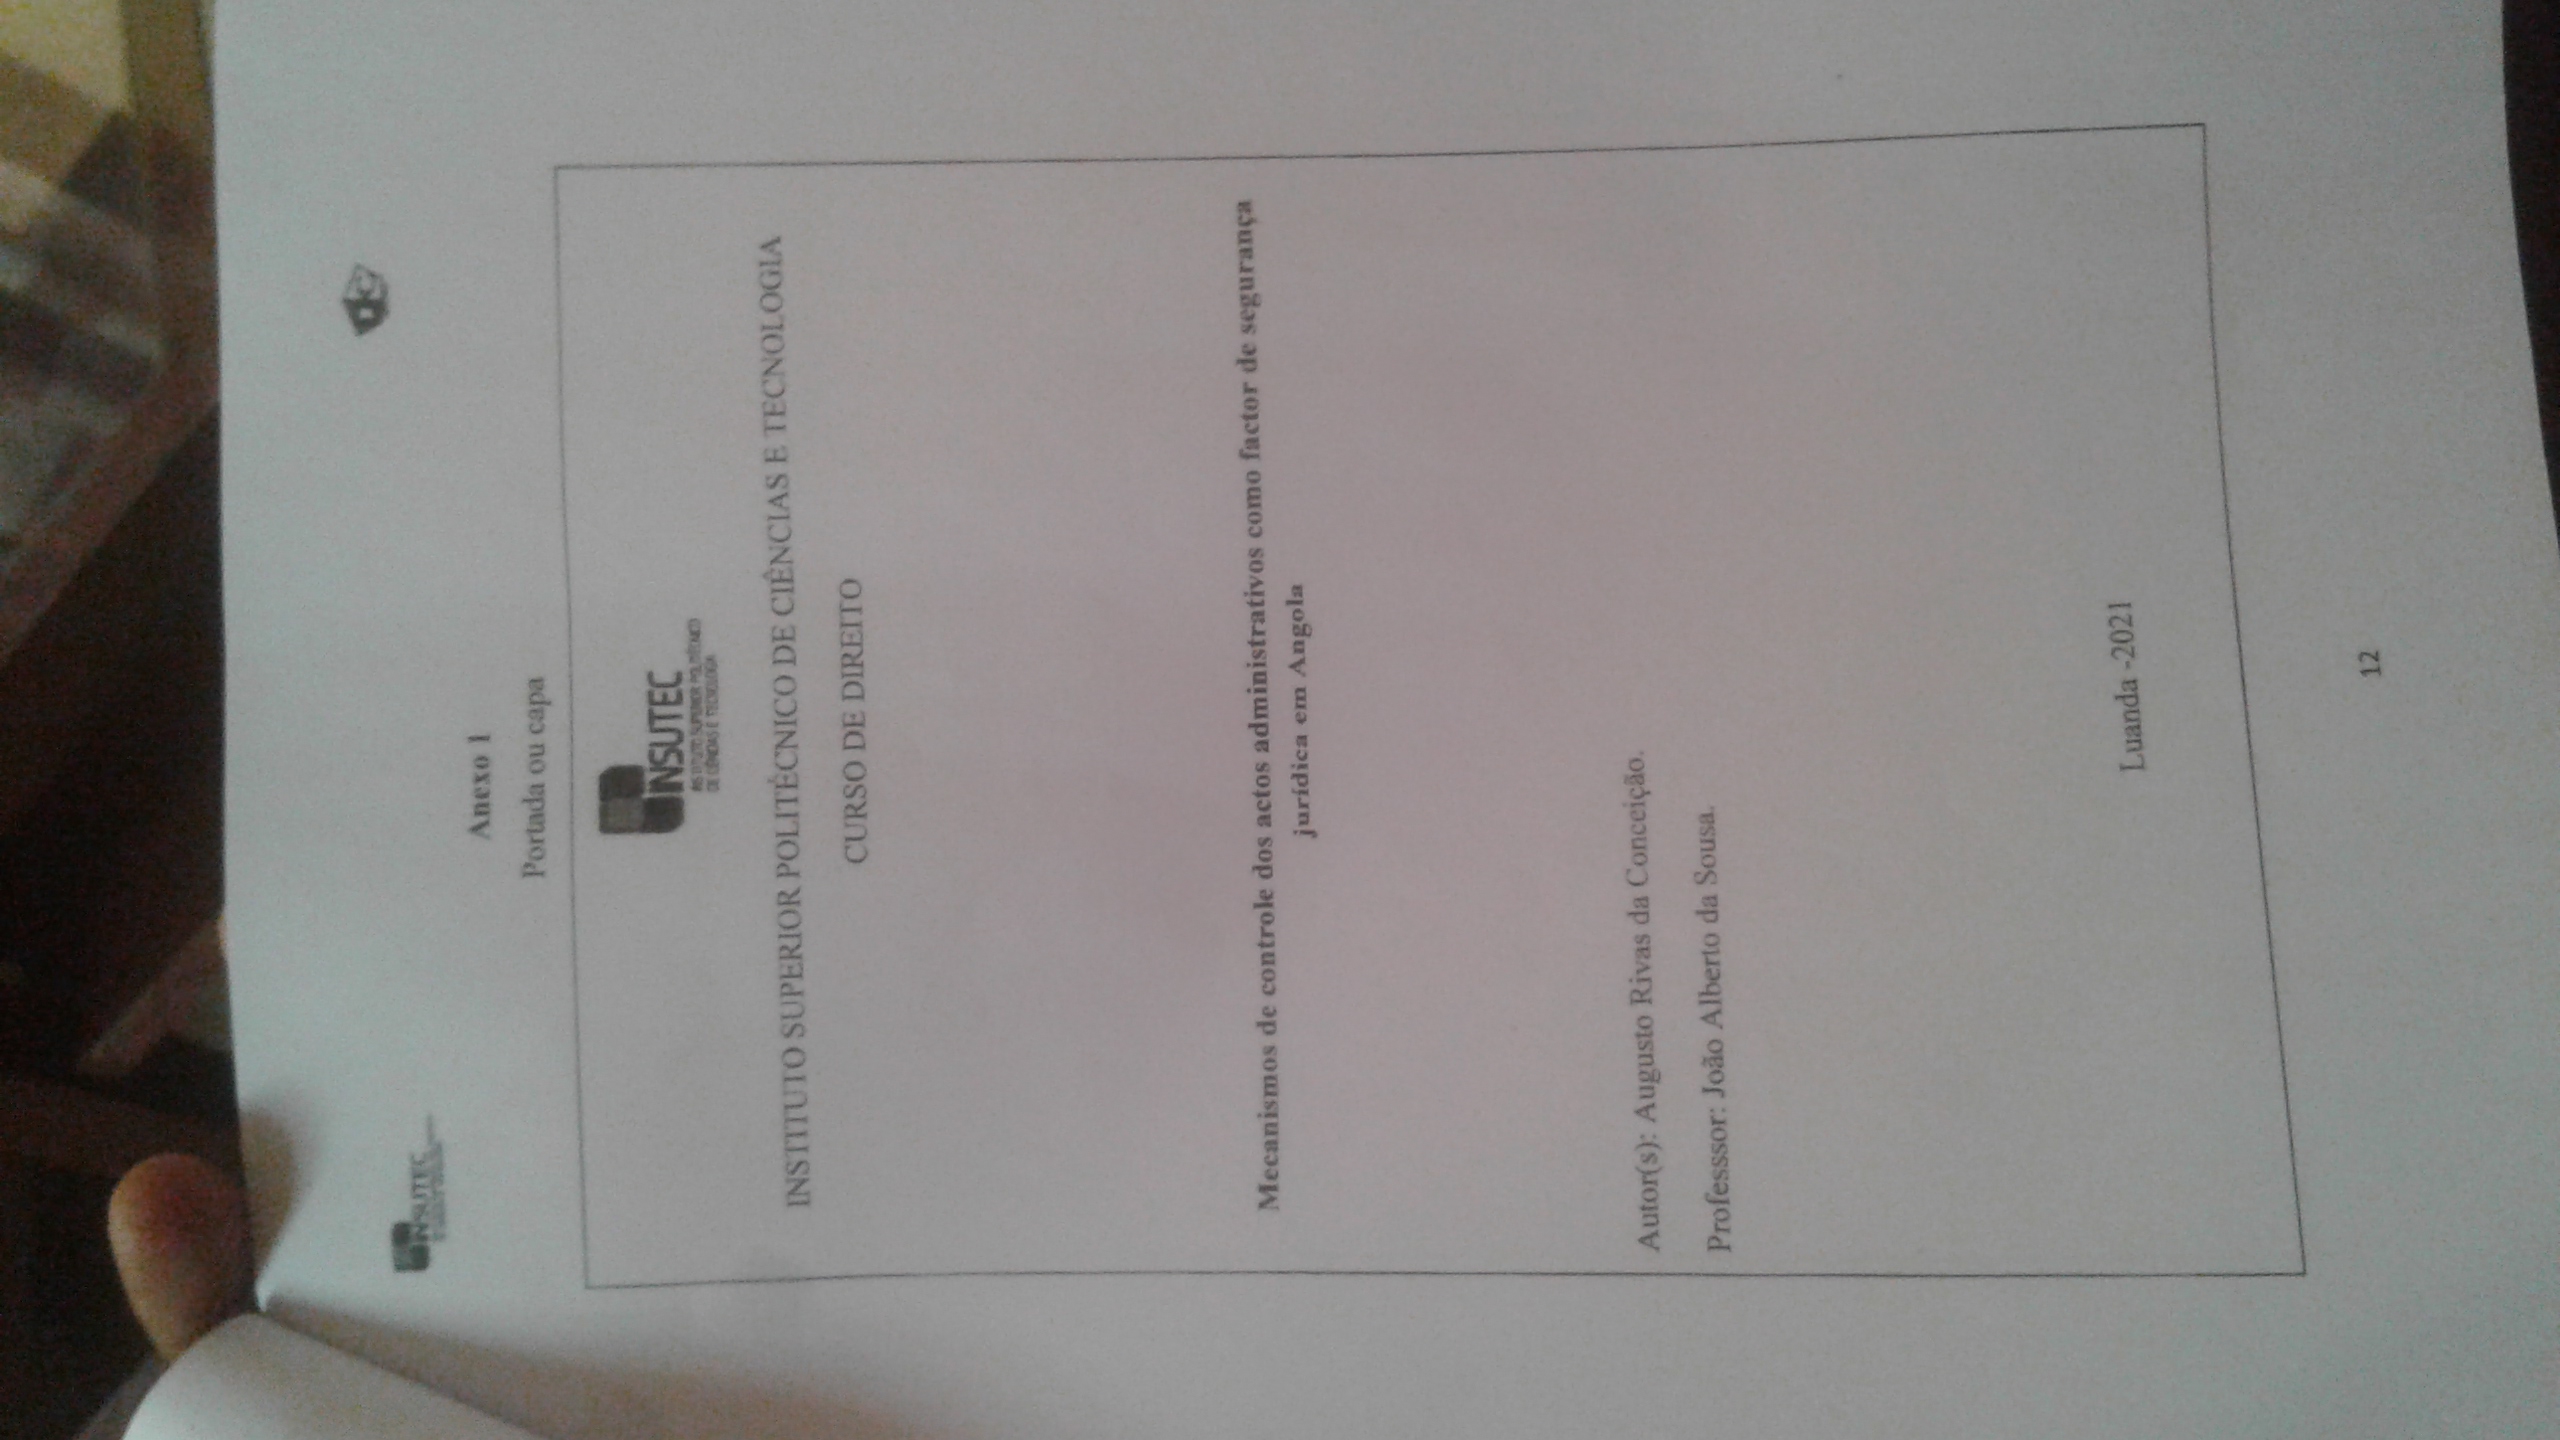 INSUTEC
Anexo 1
Portada ou capa
INSUTEC
INSTITUTO SUPERIOR POLITÉCNICO
DE CIÊNCIAS E TECNOLOGIA
INSTITUTO SUPERIOR POLITÉCNICO DE CIÊNCIAS E TECNOLOGIA
CURSO DE DIREITO
Mecanismos de controle dos actos administrativos como factor de segurança
jurídica em Angola
Autor(s): Augusto Rivas da Conceição.
Professsor: João Alberto da Sousa.
Luanda -2021
12